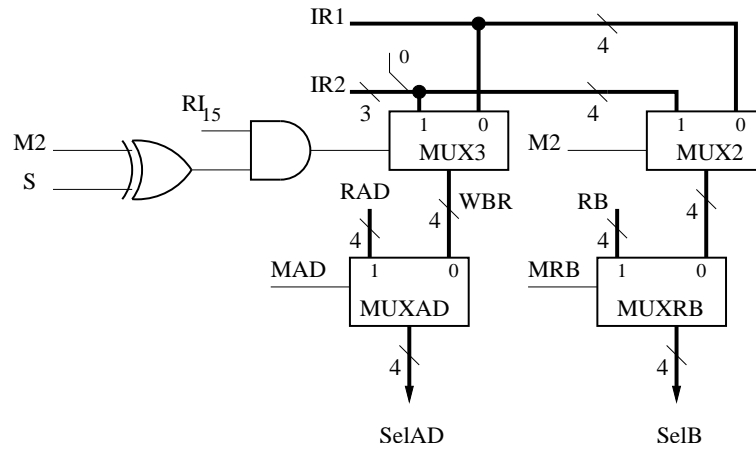 IR1
4
0
IR2
3
4
RI15
1 0
1 0
M2
MUX3
M2
MUX2
S
RAD
WBR
RB
4
4
4
4
MAD
1 0
MRB
1 0
MUXAD
MUXRB
4
4
SelAD
SelB